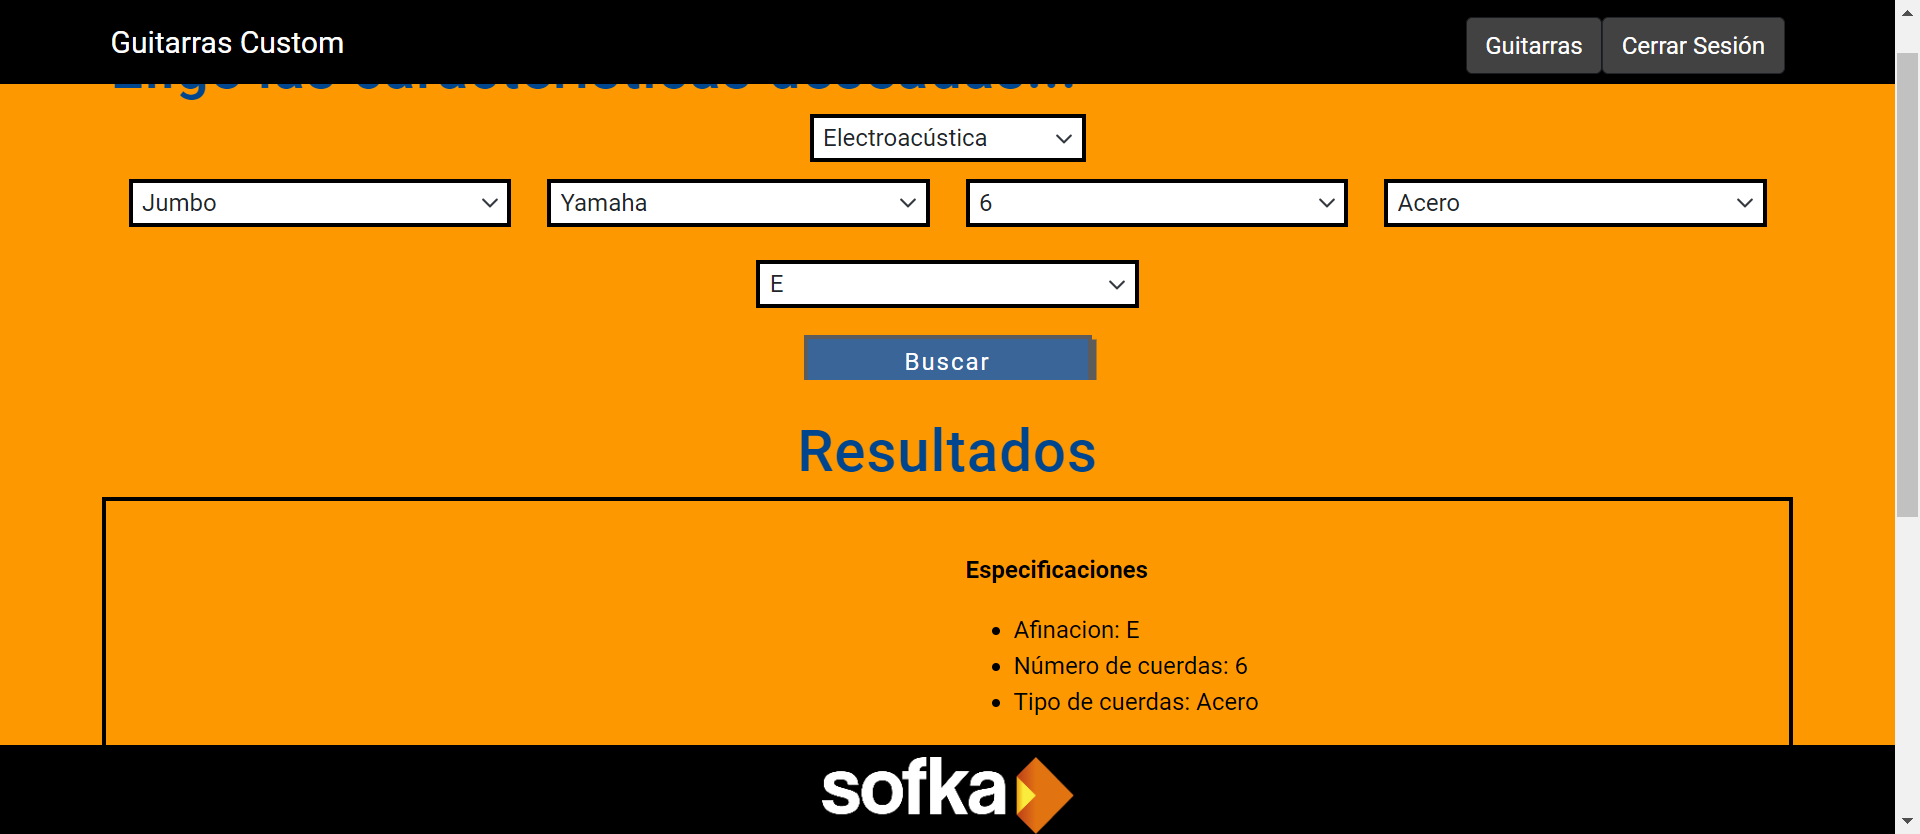 Guitarras Custom
Guitarras
Cerrar Sesión
Electroacústica
Jumbo
Yamaha
6
Acero
E
Buscar
Resultados
Especificaciones
Afinacion: E
Número de cuerdas: 6
Tipo de cuerdas: Acero
sofka